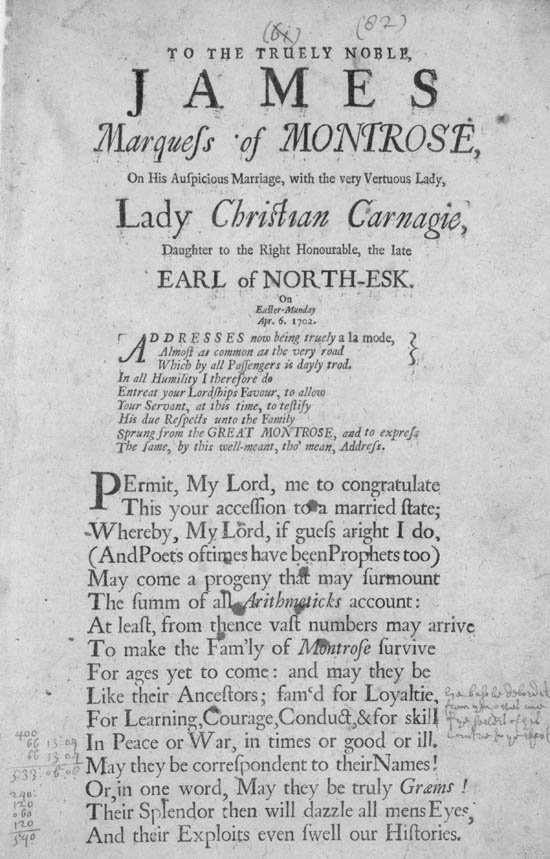 (61) (82)
TO THE TRUELY NOBLE,
JAMES
Marqueſs of MONTROSE,
On His Auſpicious Marriage, with the very Vertuous Lady,
Lady Chriſtian Carnagie,
Daughter to the Right Honourable, the late
EARL of NORTH-ESK.
On
Eaſter-Munday
Apr. 6. 1702.
ADDRESSES now being truely a la mode,
Almoſt as common as the very road
Which by all Paſſengers is dayly trod.
In all Humility I therefore do
Entreat your Lordſhips Favour, to allow
Your Servant, at this time, to teſtify
His due Reſpects unto the Family
Sprung from the GREAT MONTROSE, and to expreſs
The ſame, by this well-meant, tho' mean, Addreſs.
PErmit, My Lord, me to congratulate
This your acceſſion to a married ſtate;
Whereby, My Lord, if gueſs aright I do,
(And Poets oftimes have been Prophets too)
May come a progeny that may ſurmount
The ſumm of all Arithmeticks account:
At leaſt, from thence vaſt numbers may arrive
To make the Fam'ly of Montroſe ſurvive
For ages yet to come: and may they be
Like their Anceſtors; fam'd for Loyaltie,
For Learning, Courage, Conduct, & for skill
In Peace or War, in times or good or ill.
May they be correſpondent to their Names!
Or, in one word, May they be truly Græms!
Their Splendor then will dazzle all mens Eyes,
And their Exploits even ſwell our Hiſtories.
400
66 13:04
66 13:04
533:06:08
240:
120
060
120
540